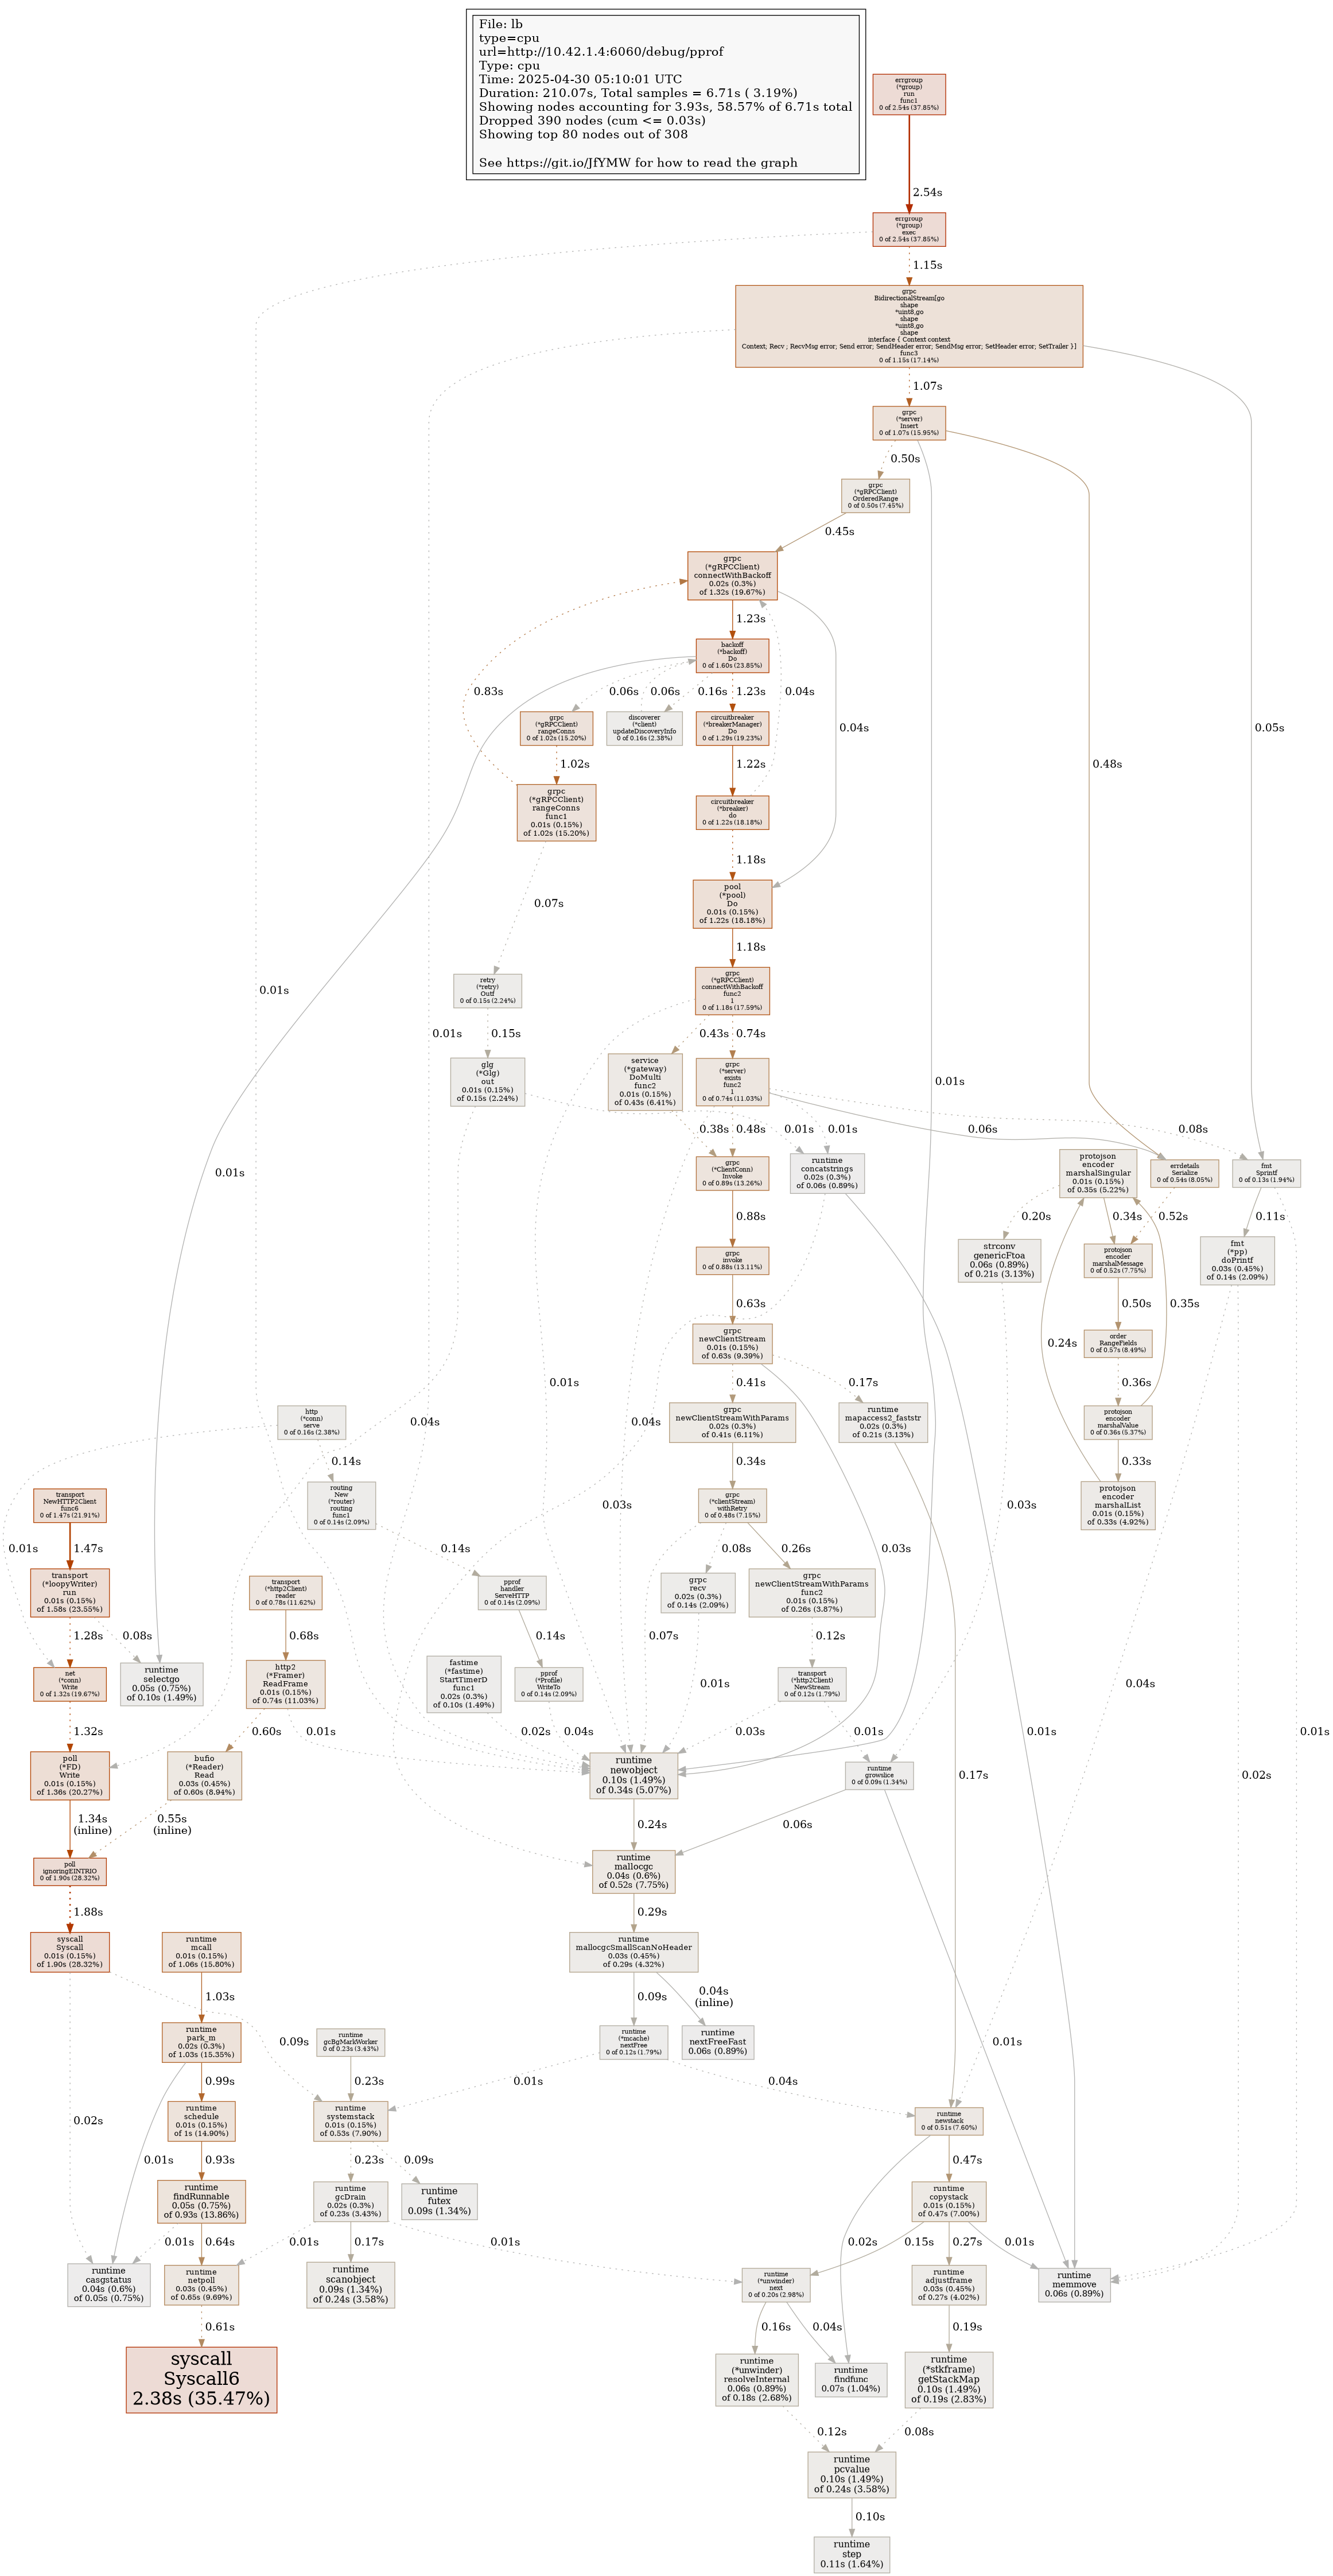 File: lb
type=cpu
url=http://10.42.1.4:6060/debug/pprof
Type: cpu
Time: 2025-04-30 05:10:01 UTC
Duration: 210.07s, Total samples = 6.71s ( 3.19%)
Showing nodes accounting for 3.93s, 58.57% of 6.71s total
Dropped 390 nodes (cum <= 0.03s)
Showing top 80 nodes out of 308
See https://git.io/JfYMW for how to read the graph
errgroup
(*group)
run
func1
0 of 2.54s (37.85%)
2.54s
errgroup
(*group)
exec
0 of 2.54s (37.85%)
1.15s
grpc
BidirectionalStream[go
shape
*uint8,go
shape
*uint8,go
shape
interface { Context context
Context; Recv ; RecvMsg error; Send error; SendHeader error; SendMsg error; SetHeader error; SetTrailer }]
func3
0 of 1.15s (17.14%)
1.07s
grpc
(*server)
Insert
0 of 1.07s (15.95%)
0.50s
grpc
(*gRPCClient)
OrderedRange
0 of 0.50s (7.45%)
0.45s
grpc
(*gRPCClient)
connectWithBackoff
0.02s (0.3%)
of 1.32s (19.67%)
1.23s
backoff
(*backoff)
Do
0 of 1.60s (23.85%)
0.83s
0.06s
0.06s
0.16s
1.23s
0.04s
0.04s
0.05s
0.48s
grpc
(*gRPCClient)
rangeConns
0 of 1.02s (15.20%)
discoverer
(*client)
updateDiscoveryInfo
0 of 0.16s (2.38%)
circuitbreaker
(*breakerManager)
Do
0 of 1.29s (19.23%)
1.02s
1.22s
grpc
(*gRPCClient)
rangeConns
func1
0.01s (0.15%)
of 1.02s (15.20%)
circuitbreaker
(*breaker)
do
0 of 1.22s (18.18%)
1.18s
0.07s
pool
(*pool)
Do
0.01s (0.15%)
of 1.22s (18.18%)
1.18s
retry
(*retry)
Outf
0 of 0.15s (2.24%)
grpc
(*gRPCClient)
connectWithBackoff
func2
1
0 of 1.18s (17.59%)
0.01s
0.01s
0.15s
0.43s
0.74s
glg
(*Glg)
out
0.01s (0.15%)
of 0.15s (2.24%)
service
(*gateway)
DoMulti
func2
0.01s (0.15%)
of 0.43s (6.41%)
grpc
(*server)
exists
func2
1
0 of 0.74s (11.03%)
0.01s
0.01s
0.38s
0.48s
0.01s
0.01s
0.06s
0.08s
grpc
(*ClientConn)
Invoke
0 of 0.89s (13.26%)
runtime
concatstrings
0.02s (0.3%)
of 0.06s (0.89%)
protojson
encoder
marshalSingular
0.01s (0.15%)
of 0.35s (5.22%)
errdetails
Serialize
0 of 0.54s (8.05%)
fmt
Sprintf
0 of 0.13s (1.94%)
0.88s
0.20s
0.34s
0.52s
0.11s
grpc
invoke
0 of 0.88s (13.11%)
strconv
genericFtoa
0.06s (0.89%)
of 0.21s (3.13%)
protojson
encoder
marshalMessage
0 of 0.52s (7.75%)
fmt
(*pp)
doPrintf
0.03s (0.45%)
of 0.14s (2.09%)
0.63s
0.50s
0.35s
0.24s
grpc
newClientStream
0.01s (0.15%)
of 0.63s (9.39%)
order
RangeFields
0 of 0.57s (8.49%)
0.01s
0.41s
0.17s
0.36s
http
(*conn)
serve
0 of 0.16s (2.38%)
0.04s
0.04s
grpc
newClientStreamWithParams
0.02s (0.3%)
of 0.41s (6.11%)
runtime
mapaccess2_faststr
0.02s (0.3%)
of 0.21s (3.13%)
protojson
encoder
marshalValue
0 of 0.36s (5.37%)
0.14s
0.34s
0.33s
transport
NewHTTP2Client
func6
0 of 1.47s (21.91%)
routing
New
(*router)
routing
func1
0 of 0.14s (2.09%)
0.03s
grpc
(*clientStream)
withRetry
0 of 0.48s (7.15%)
0.03s
protojson
encoder
marshalList
0.01s (0.15%)
of 0.33s (4.92%)
0.01s
1.47s
0.14s
0.08s
0.26s
0.03s
transport
(*loopyWriter)
run
0.01s (0.15%)
of 1.58s (23.55%)
transport
(*http2Client)
reader
0 of 0.78s (11.62%)
pprof
handler
ServeHTTP
0 of 0.14s (2.09%)
grpc
recv
0.02s (0.3%)
of 0.14s (2.09%)
grpc
newClientStreamWithParams
func2
0.01s (0.15%)
of 0.26s (3.87%)
1.28s
0.08s
0.68s
0.14s
0.07s
0.12s
net
(*conn)
Write
0 of 1.32s (19.67%)
runtime
selectgo
0.05s (0.75%)
of 0.10s (1.49%)
http2
(*Framer)
ReadFrame
0.01s (0.15%)
of 0.74s (11.03%)
fastime
(*fastime)
StartTimerD
func1
0.02s (0.3%)
of 0.10s (1.49%)
pprof
(*Profile)
WriteTo
0 of 0.14s (2.09%)
0.01s
transport
(*http2Client)
NewStream
0 of 0.12s (1.79%)
0.04s
1.32s
0.60s
0.01s
0.02s
0.04s
0.03s
0.01s
0.01s
0.01s
poll
(*FD)
Write
0.01s (0.15%)
of 1.36s (20.27%)
bufio
(*Reader)
Read
0.03s (0.45%)
of 0.60s (8.94%)
runtime
newobject
0.10s (1.49%)
of 0.34s (5.07%)
runtime
growslice
0 of 0.09s (1.34%)
0.17s
0.02s
1.34s
(inline)
0.55s
(inline)
0.24s
0.06s
poll
ignoringEINTRIO
0 of 1.90s (28.32%)
runtime
mallocgc
0.04s (0.6%)
of 0.52s (7.75%)
1.88s
0.29s
syscall
Syscall
0.01s (0.15%)
of 1.90s (28.32%)
runtime
mcall
0.01s (0.15%)
of 1.06s (15.80%)
runtime
mallocgcSmallScanNoHeader
0.03s (0.45%)
of 0.29s (4.32%)
1.03s
0.09s
0.04s
(inline)
runtime
park_m
0.02s (0.3%)
of 1.03s (15.35%)
0.09s
runtime
gcBgMarkWorker
0 of 0.23s (3.43%)
runtime
(*mcache)
nextFree
0 of 0.12s (1.79%)
runtime
nextFreeFast
0.06s (0.89%)
0.01s
0.99s
0.23s
0.01s
0.04s
0.02s
runtime
schedule
0.01s (0.15%)
of 1s (14.90%)
runtime
systemstack
0.01s (0.15%)
of 0.53s (7.90%)
runtime
newstack
0 of 0.51s (7.60%)
0.01s
0.93s
0.23s
0.09s
0.47s
runtime
findRunnable
0.05s (0.75%)
of 0.93s (13.86%)
runtime
gcDrain
0.02s (0.3%)
of 0.23s (3.43%)
runtime
futex
0.09s (1.34%)
runtime
copystack
0.01s (0.15%)
of 0.47s (7.00%)
0.01s
0.64s
0.01s
0.17s
0.01s
0.02s
0.15s
0.27s
0.01s
runtime
casgstatus
0.04s (0.6%)
of 0.05s (0.75%)
runtime
netpoll
0.03s (0.45%)
of 0.65s (9.69%)
runtime
scanobject
0.09s (1.34%)
of 0.24s (3.58%)
runtime
(*unwinder)
next
0 of 0.20s (2.98%)
runtime
adjustframe
0.03s (0.45%)
of 0.27s (4.02%)
runtime
memmove
0.06s (0.89%)
0.61s
0.16s
0.04s
0.19s
syscall
Syscall6
2.38s (35.47%)
runtime
(*unwinder)
resolveInternal
0.06s (0.89%)
of 0.18s (2.68%)
runtime
findfunc
0.07s (1.04%)
runtime
(*stkframe)
getStackMap
0.10s (1.49%)
of 0.19s (2.83%)
0.12s
0.08s
runtime
pcvalue
0.10s (1.49%)
of 0.24s (3.58%)
0.10s
runtime
step
0.11s (1.64%)